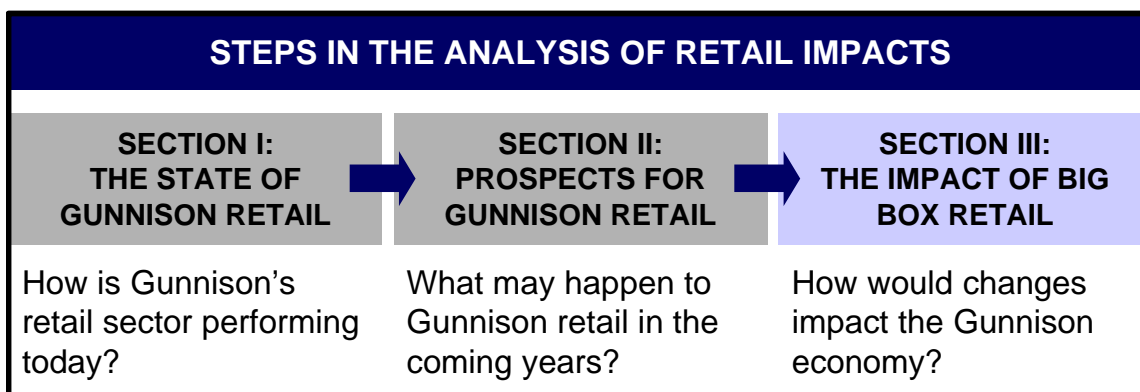 STEPS IN THE ANALYSIS OF RETAIL IMPACTS
SECTION I:
THE STATE OF
GUNNISON RETAIL
SECTION II:
PROSPECTS FOR
GUNNISON RETAIL
SECTION III:
THE IMPACT OF BIG
BOX RETAIL
How is Gunnison’s
retail sector performing
today?
What may happen to
Gunnison retail in the
coming years?
How would changes
impact the Gunnison
economy?